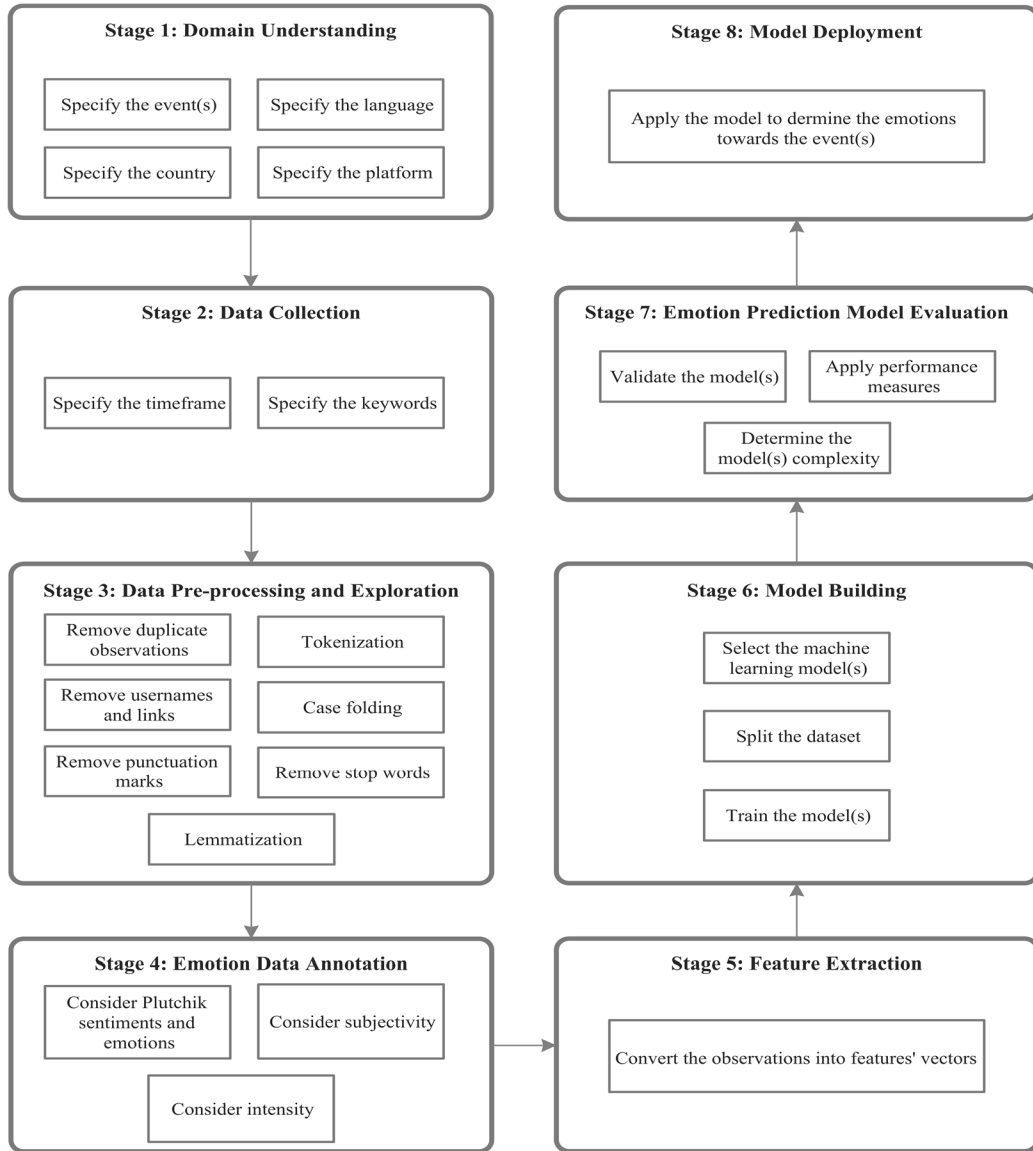 Stage 1: Domain Understanding
Specify the event(s)
Specify the language
Specify the country
Specify the platform
Stage 2: Data Collection
Specify the timeframe
Specify the keywords
Stage 3: Data Pre-processing and Exploration
Remove duplicate
observations
Tokenization
Remove usernames
and links
Case folding
Remove punctuation
marks
Remove stop words
Lemmatization
Stage 4: Emotion Data Annotation
Consider Plutchik
sentiments and
emotions
Consider subjectivity
Consider intensity
Stage 5: Feature Extraction
Convert the observations into features' vectors
Stage 6: Model Building
Select the machine
learning model(s)
Split the dataset
Train the model(s)
Stage 7: Emotion Prediction Model Evaluation
Validate the model(s)
Apply performance
measures
Determine the
model(s) complexity
Stage 8: Model Deployment
Apply the model to dermine the emotions
towards the event(s)